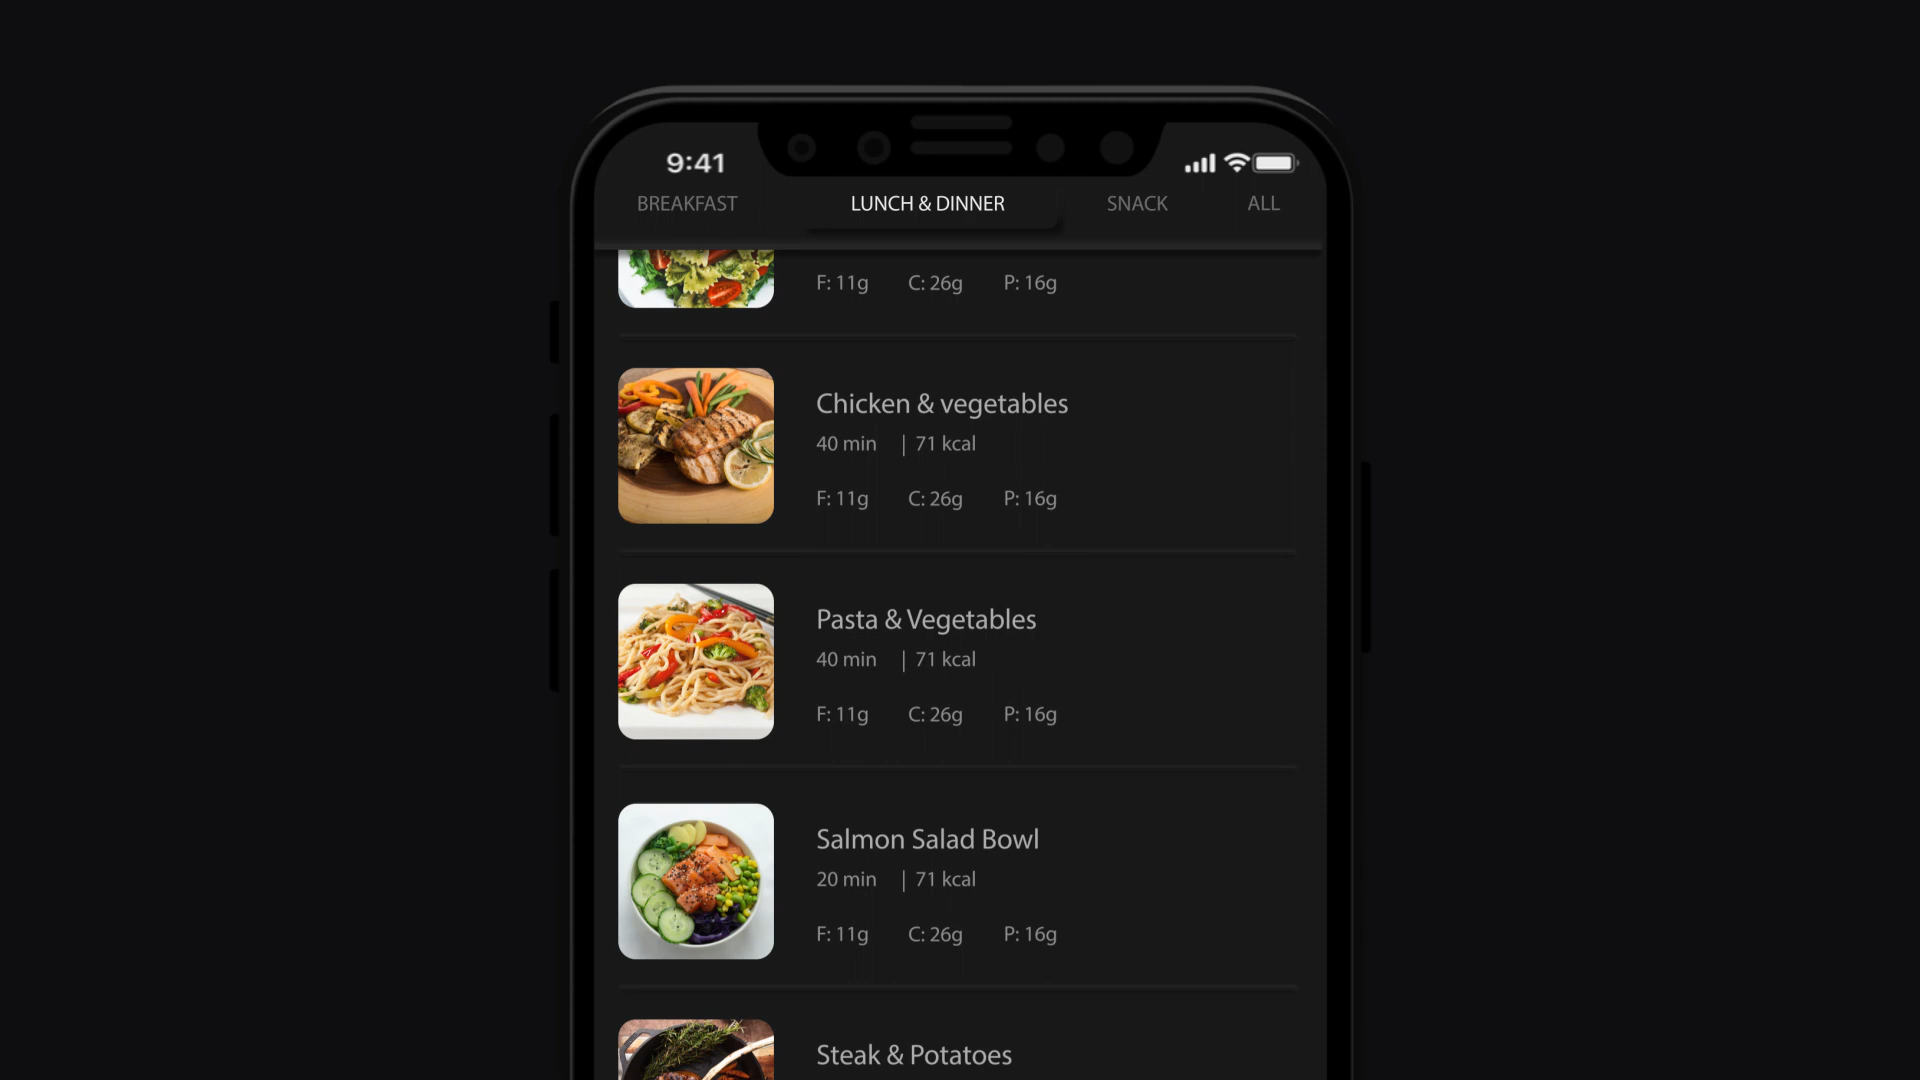 9:41
BREAKFAST LUNCH & DINNER SNACK ALL
F: 11g C: 26g P: 16g
Chicken & vegetables
40 min | 71 kcal
F: 11g C: 26g P: 16g
Pasta & Vegetables
40 min | 71 kcal
F: 11g C: 26g P: 16g
Salmon Salad Bowl
20 min | 71 kcal
F: 11g C: 26g P: 16g
Steak & Potatoes